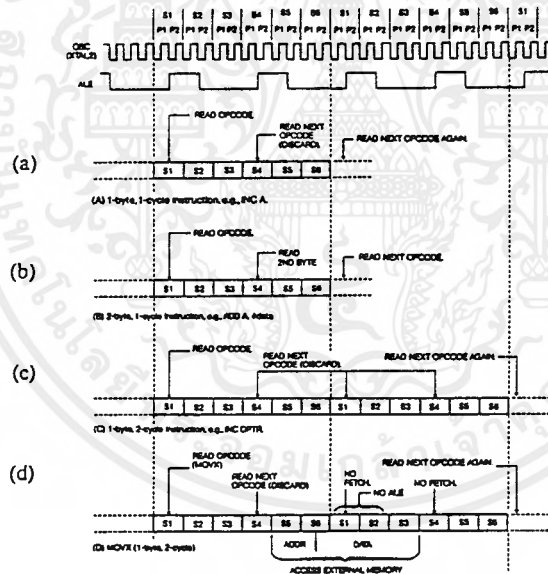 S1 S2 S3 S4 S5 S6 S1 S2 S3 S4 S5 S6 S1
P1 P2 P1 P2 P1 P2 P1 P2 P1 P2 P1 P2 P1 P2 P1 P2 P1 P2 P1 P2 P1 P2 P1 P2 P1 P2
OSC
(XTAL2)
ALE
READ OPCODE.
READ NEXT
OPCODE
(DISCARD).
READ NEXT OPCODE AGAIN.
(a)
S1 S2 S3 S4 S5 S6
(A) 1-byte, 1-cycle instruction, e.g., INC A.
READ OPCODE.
READ
2ND BYTE
READ NEXT OPCODE.
(b)
S1 S2 S3 S4 S5 S6
(B) 2-byte, 1-cycle instruction, e.g., ADD A, #data
READ OPCODE.
READ NEXT
OPCODE (DISCARD).
READ NEXT OPCODE AGAIN.
(c)
S1 S2 S3 S4 S5 S6 S1 S2 S3 S4 S5 S6
(C) 1-byte, 2-cycle instruction, e.g., INC DPTR.
READ OPCODE
(MOVX)
READ NEXT
OPCODE (DISCARD)
NO
FETCH.
NO ALE
NO FETCH.
READ NEXT OPCODE AGAIN.
(d)
S1 S2 S3 S4 S5 S6 S1 S2 S3 S4 S5 S6
(D) MOVX (1-byte, 2-cycle)
ADDR DATA
ACCESS EXTERNAL MEMORY